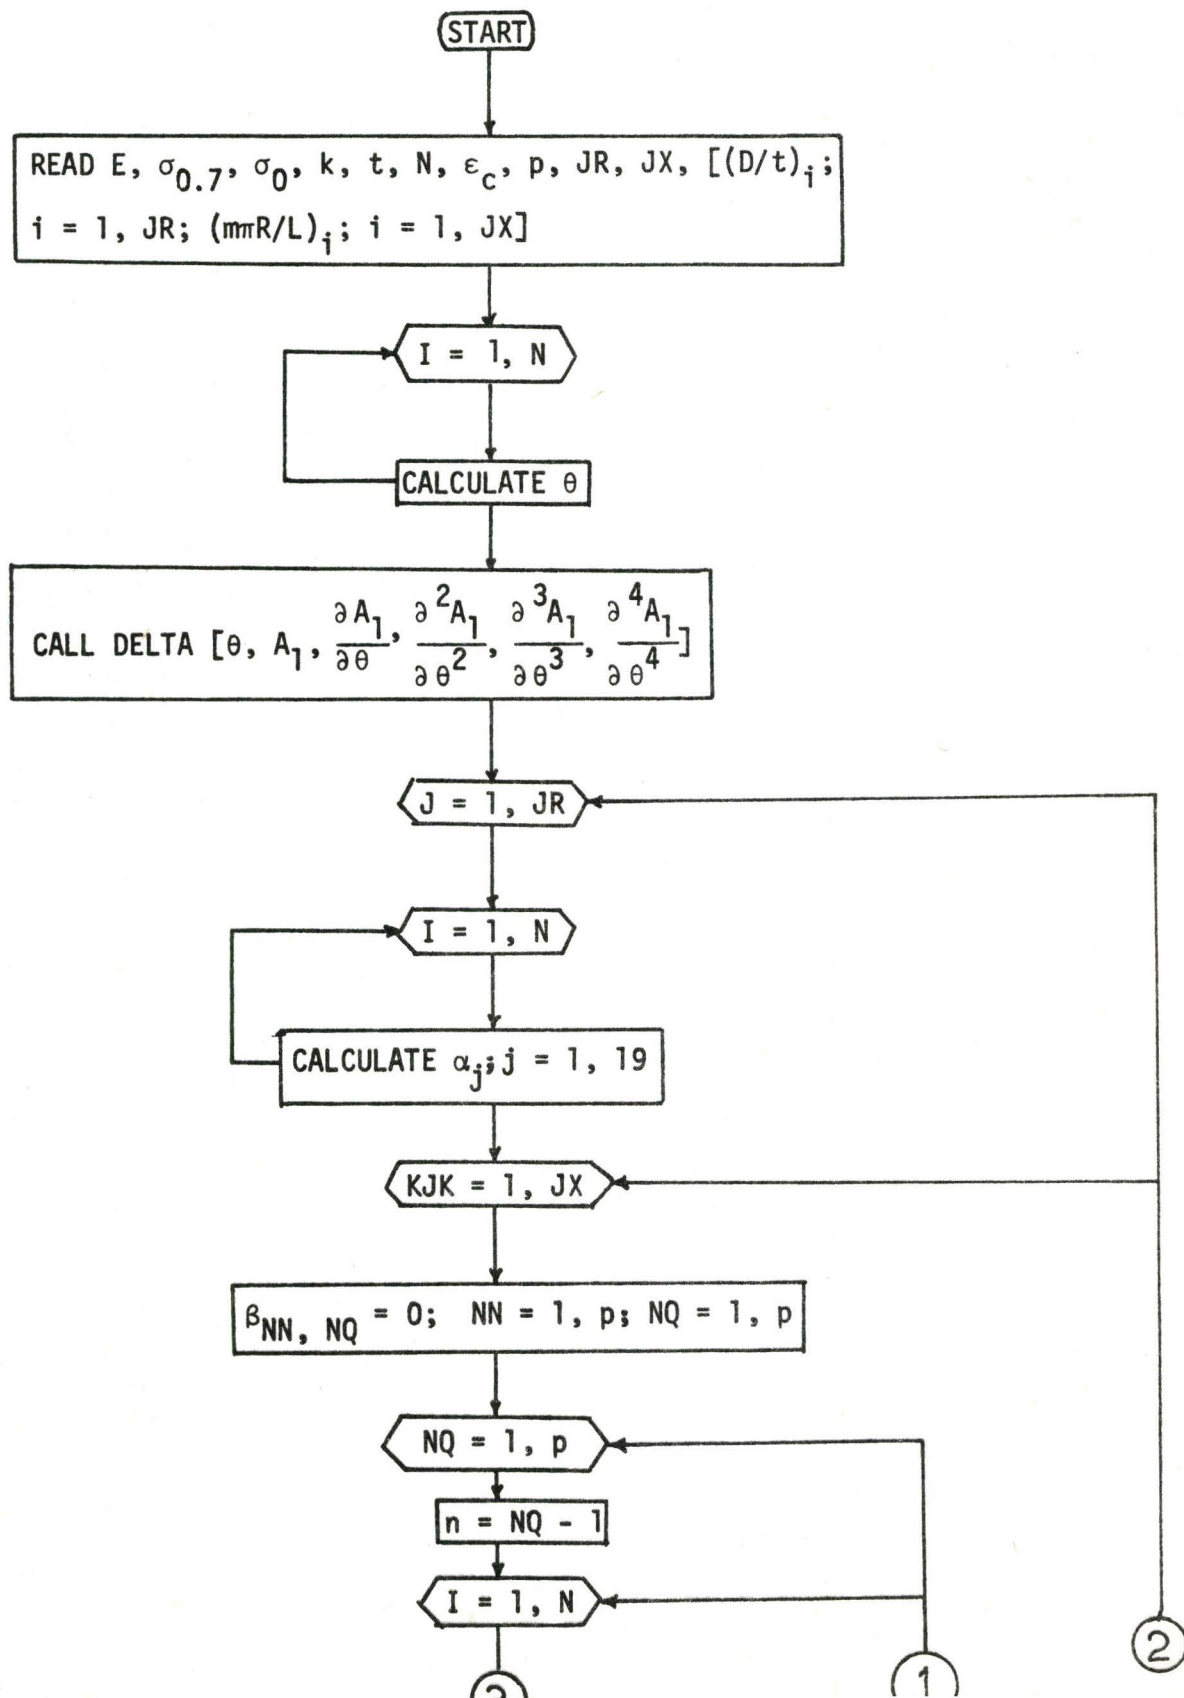 START
READ E, σ0.7, σ0, k, t, N, εc, p, JR, JX, [(D/t)i;
i = 1, JR; (mπR/L)i; i = 1, JX]
I = 1, N
CALCULATE θ
CALL DELTA [θ, A1, ∂A1/∂θ, ∂²A1/∂θ², ∂³A1/∂θ³, ∂⁴A1/∂θ⁴]
J = 1, JR
I = 1, N
CALCULATE αj; j = 1, 19
KJK = 1, JX
βNN, NQ = 0; NN = 1, p; NQ = 1, p
NQ = 1, p
n = NQ - 1
I = 1, N
2
1